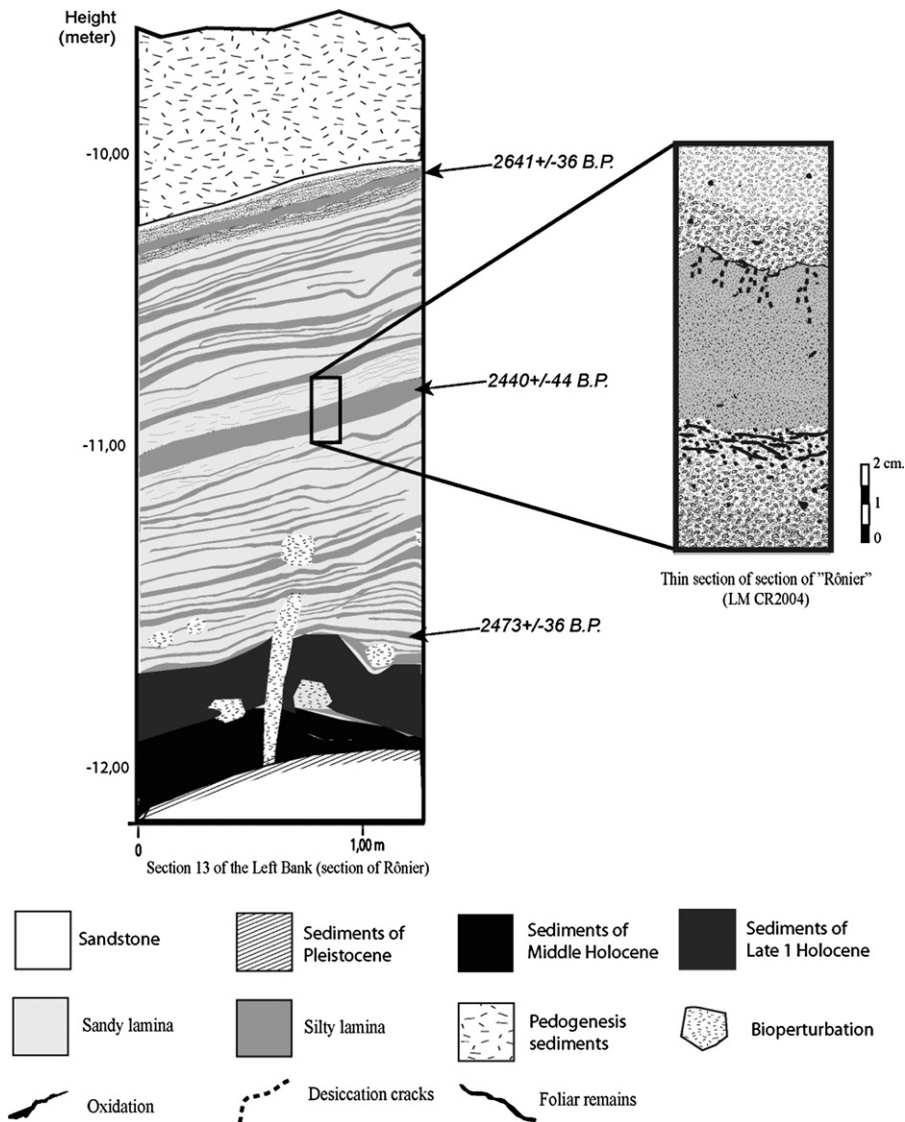 Height
(meter)
-10,00
2641+/-36 B.P.
2440+/-44 B.P.
-11,00
2 cm.
1
0
Thin section of section of "Rônier"
(LM CR2004)
2473+/-36 B.P.
-12,00
0
1,00 m
Section 13 of the Left Bank (section of Rônier)
Sandstone
Sediments of
Pleistocene
Sediments of
Middle Holocene
Sediments of
Late 1 Holocene
Sandy lamina
Silty lamina
Pedogenesis
sediments
Bioperturbation
Oxidation
Desiccation cracks
Foliar remains